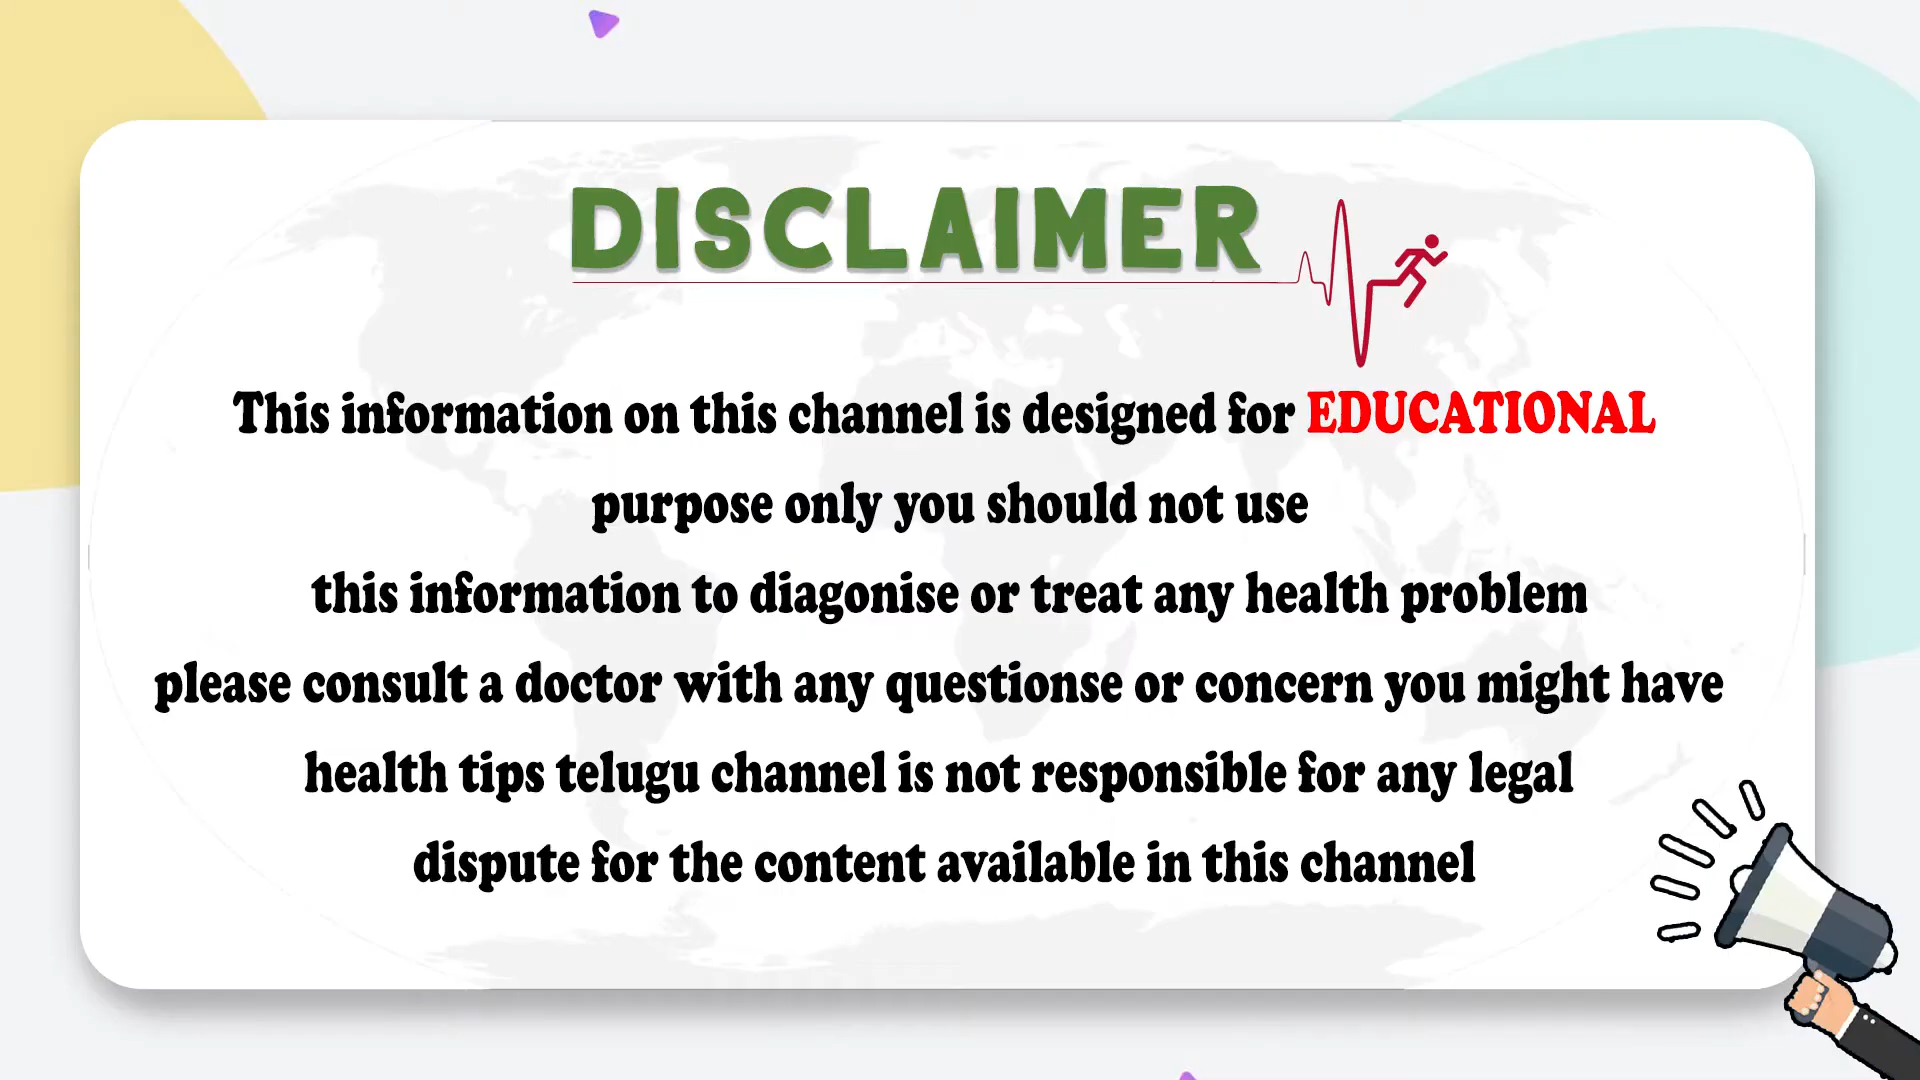 DISCLAIMER
This information on this channel is designed for EDUCATIONAL
purpose only you should not use
this information to diagonise or treat any health problem
please consult a doctor with any questionse or concern you might have
health tips telugu channel is not responsible for any legal
dispute for the content available in this channel